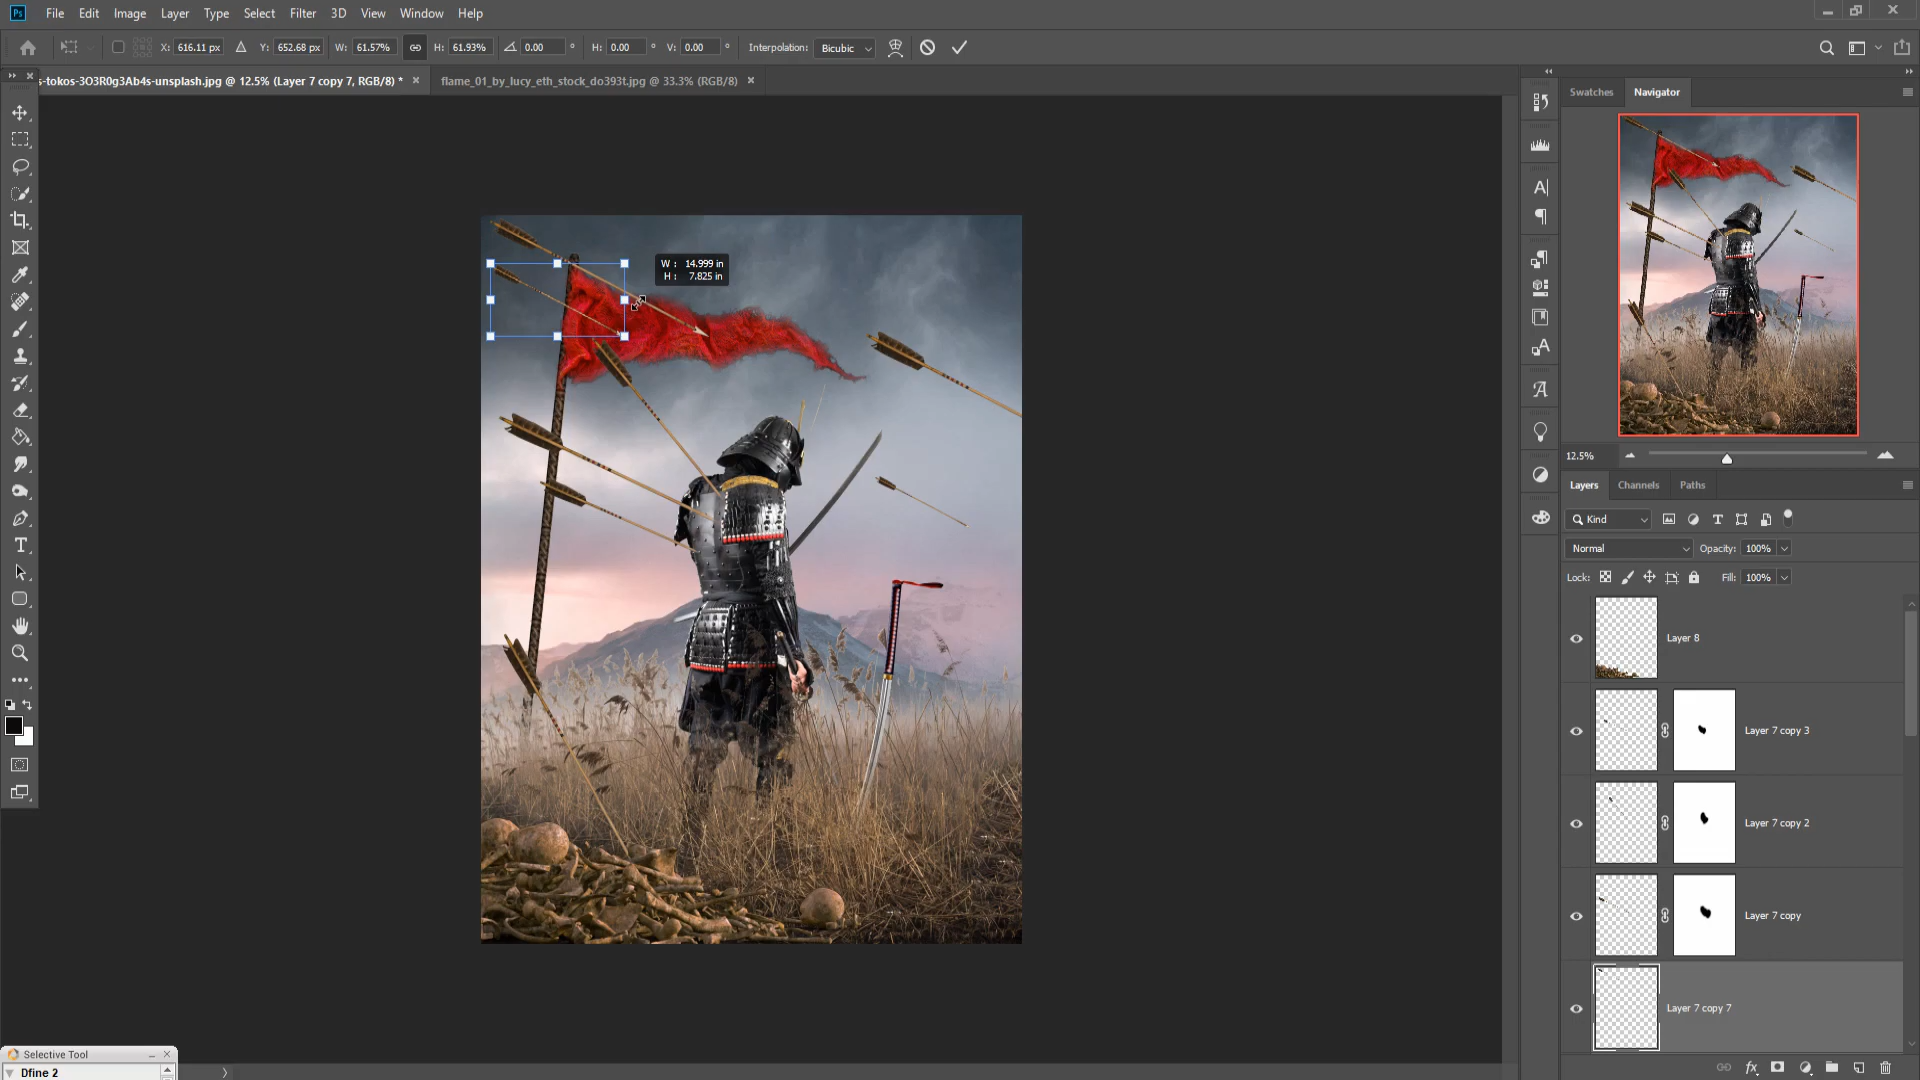 Ps File Edit Image Layer Type Select Filter 3D View Window Help
X: 616.11 px Y: 652.68 px W: 61.57% H: 61.93% 0.00 ° H: 0.00 ° V: 0.00 ° Interpolation: Bicubic
s-tokos-3O3R0g3Ab4s-unsplash.jpg @ 12.5% (Layer 7 copy 7, RGB/8) * × flame_01_by_lucy_eth_stock_do393t.jpg @ 33.3% (RGB/8) ×
Swatches Navigator
W : 14.999 in
H : 7.825 in
12.5%
Layers Channels Paths
Kind
Normal Opacity: 100%
Lock: Fill: 100%
Layer 8
Layer 7 copy 3
Layer 7 copy 2
Layer 7 copy
Layer 7 copy 7
Selective Tool
Dfine 2